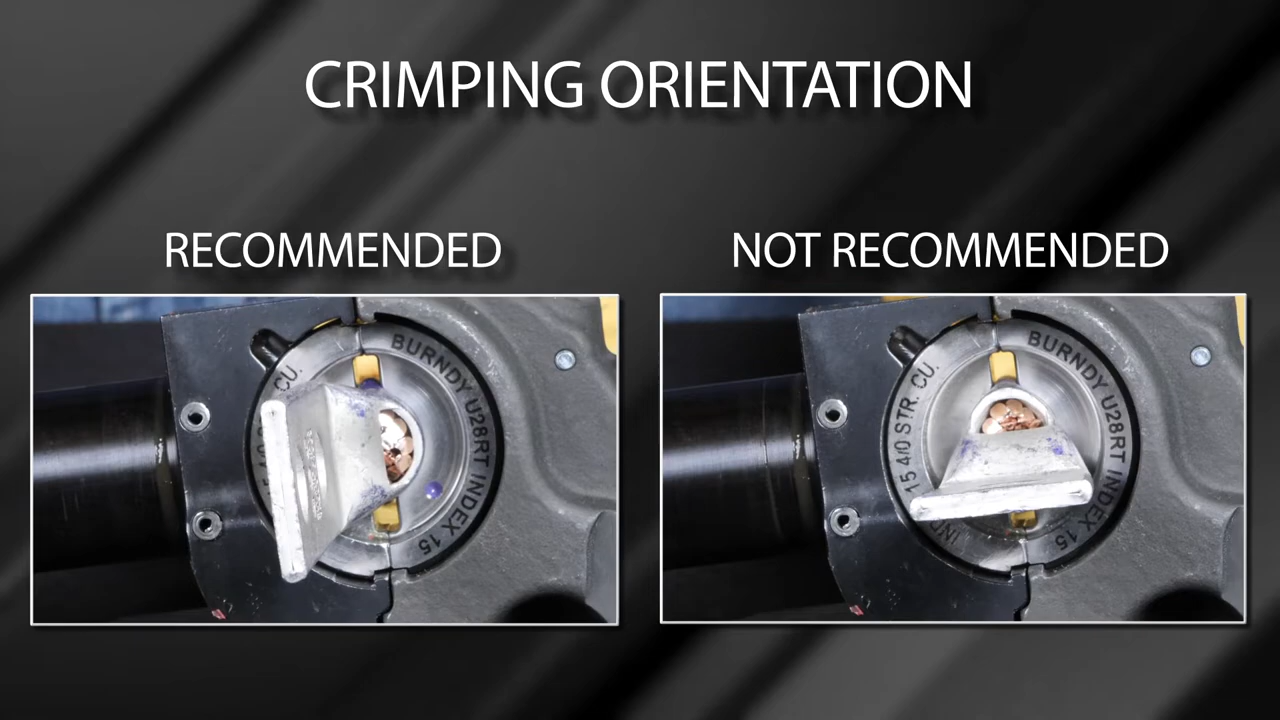 CRIMPING ORIENTATION
RECOMMENDED
NOT RECOMMENDED
CU.
BURNDY U28RT INDEX 15
15 4/0 STR. CU.
BURNDY U28RT INDEX 15